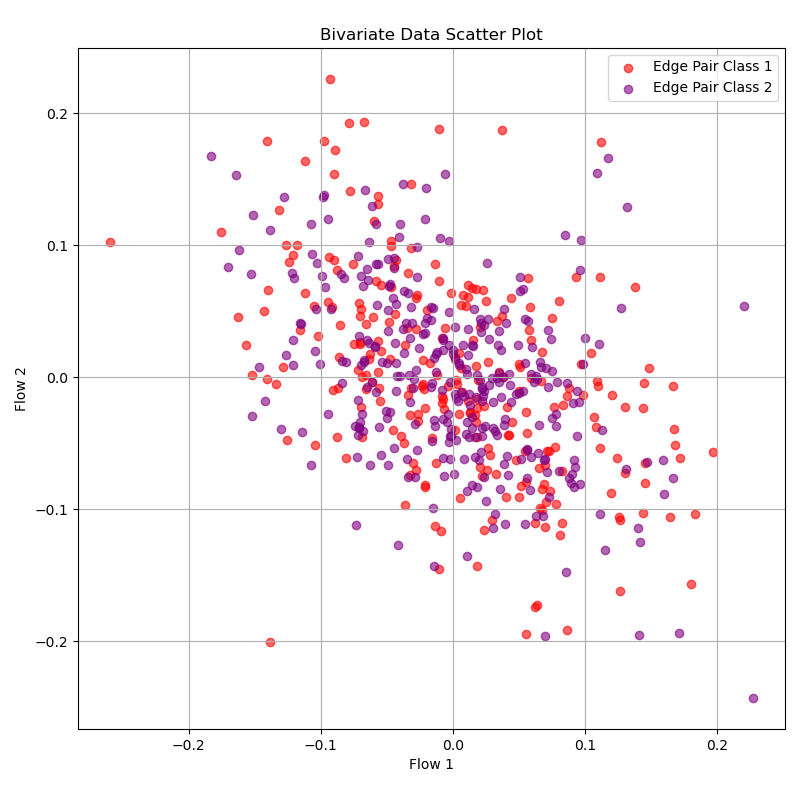 Bivariate Data Scatter Plot
Edge Pair Class 1
Edge Pair Class 2
Flow 2
0.2
0.1
0.0
−0.1
−0.2
−0.2
−0.1
0.0
0.1
0.2
Flow 1